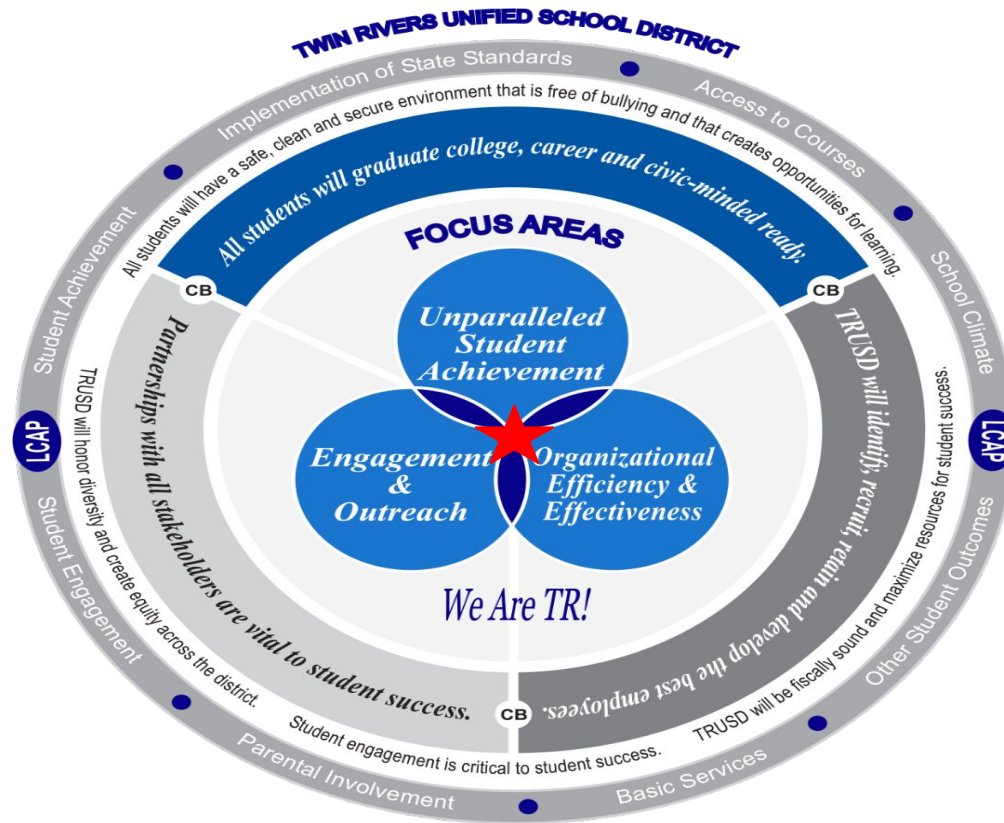 TWIN RIVERS UNIFIED SCHOOL DISTRICT
Implementation of State Standards
Access to Courses
School Climate
LCAP
Other Student Outcomes
Basic Services
Parental Involvement
Student Engagement
LCAP
Student Achievement
All students will have a safe, clean and secure environment that is free of bullying and that creates opportunities for learning.
TRUSD will be fiscally sound and maximize resources for student success.
Student engagement is critical to student success.
TRUSD will honor diversity and create equity across the district.
All students will graduate college, career and civic-minded ready.
CB
TRUSD will identify, recruit, retain and develop the best employees.
CB
Partnerships with all stakeholders are vital to student success.
CB
FOCUS AREAS
Unparalleled
Student
Achievement
Engagement
&
Outreach
Organizational
Efficiency &
Effectiveness
We Are TR!